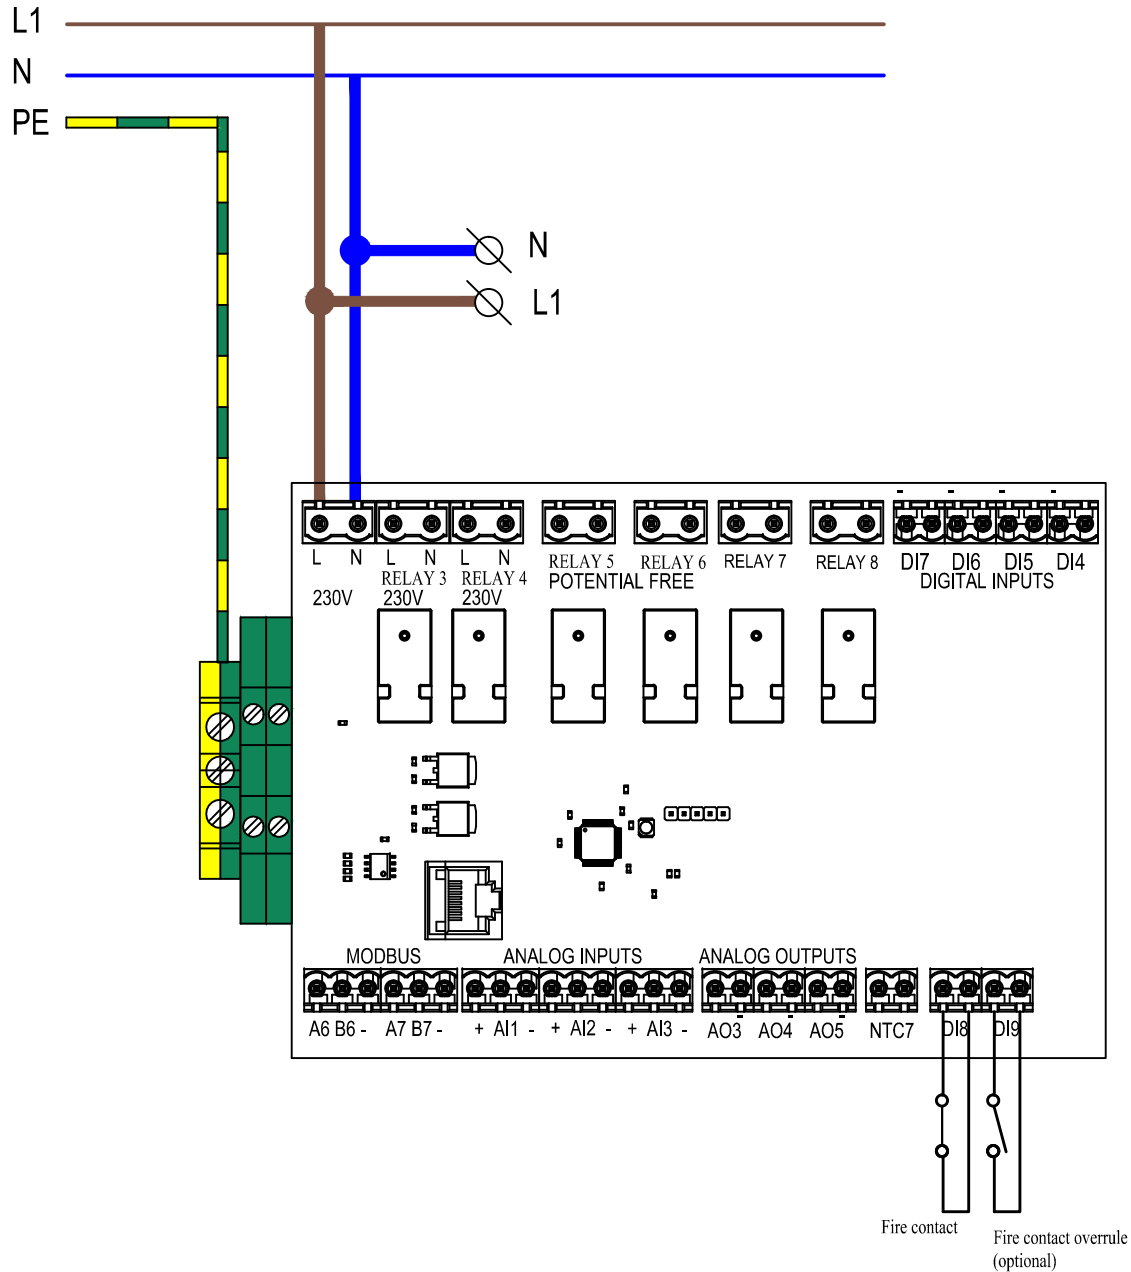 L1
N
PE
N
L1
L N L N L N RELAY 5 RELAY 6 RELAY 7 RELAY 8 DI7 DI6 DI5 DI4
RELAY 3 RELAY 4 POTENTIAL FREE DIGITAL INPUTS
230V 230V 230V
MODBUS ANALOG INPUTS ANALOG OUTPUTS
A6 B6 - A7 B7 - + AI1 - + AI2 - + AI3 - AO3 AO4 AO5 NTC7 DI8 DI9
Fire contact
Fire contact overrule
(optional)